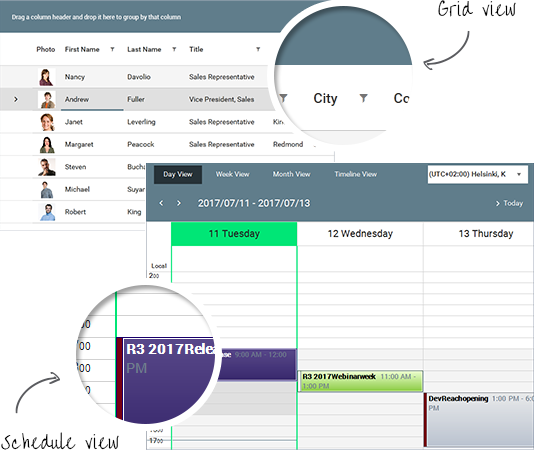 Grid view
Drag a column header and drop it here to group by that column
Photo First Name Last Name Title
City Co
Nancy Davolio Sales Representative
Andrew Fuller Vice President, Sales
Janet Leverling Sales Representative Kir
Margaret Peacock Sales Representative Redmond
Steven Bucha
Michael Suyam
Robert King
Day View Week View Month View Timeline View (UTC+02:00) Helsinki, K
2017/07/11 - 2017/07/13 Today
11 Tuesday 12 Wednesday 13 Thursday
Local
200
R3 2017Release 9:00 AM - 12:00
PM
R3 2017Webinarweek 11:00 AM -
1:00 PM
DevReachopening 1:00 PM - 6:0
PM
Schedule view
1700